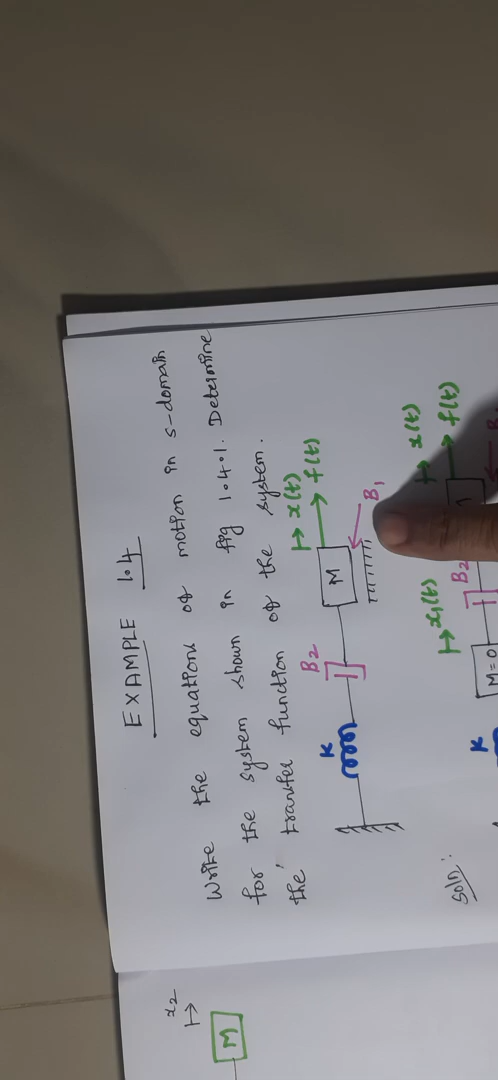 EXAMPLE 1.4
Write the equations of motion in s-domain
for the system shown in fig 1.4.1. Determine
the transfer function of the system.
K
B2
M
x(t)
f(t)
B1
Soln:
K
M=0
x1(t)
B2
x(t)
f(t)
x2
M